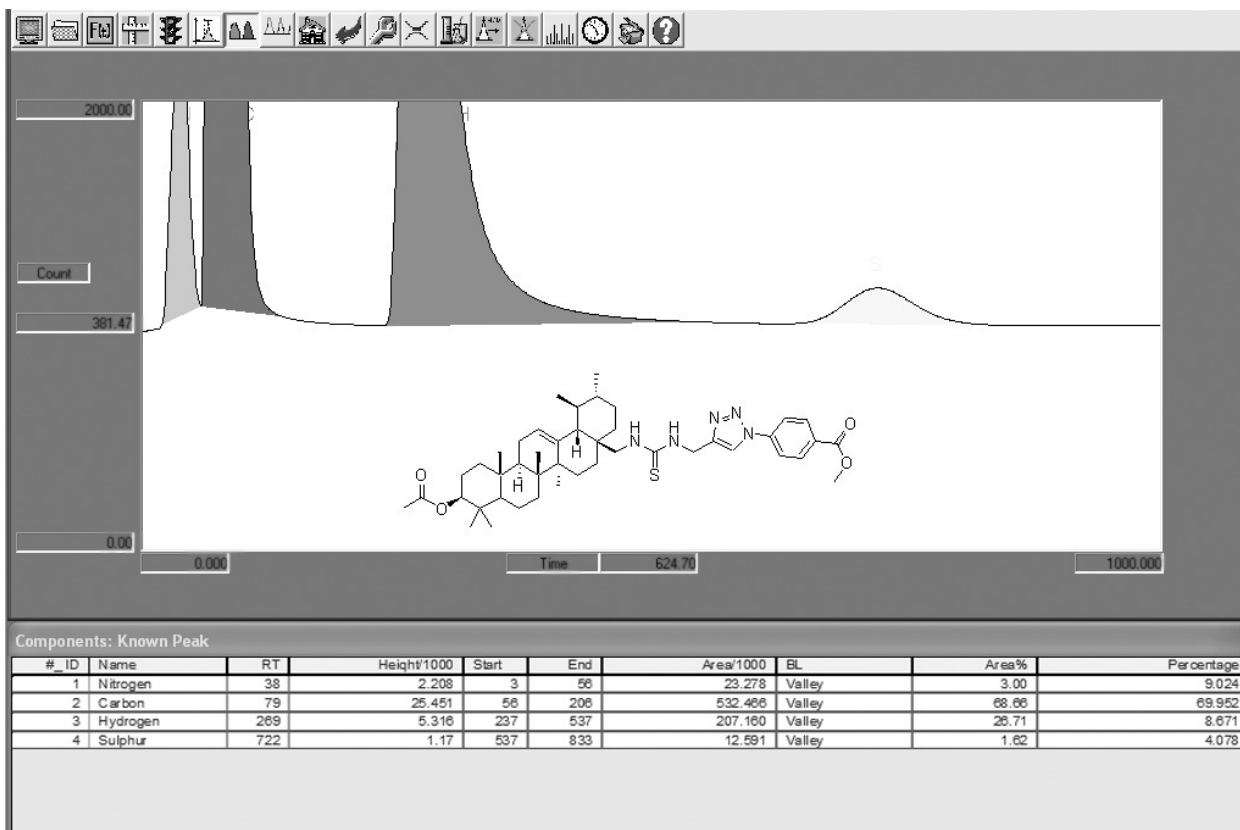 F(t)
2000.00
H
Count
S
381.47
O
O
H
H
N
N
S
N
N
N
O
O
H
H
0.00
0.000 Time 624.70 1000.000
Components: Known Peak
#_ID Name RT Height/1000 Start End Area/1000 BL Area% Percentage
1 Nitrogen 38 2.208 3 56 23.278 Valley 3.00 9.024
2 Carbon 79 25.451 56 206 532.466 Valley 68.66 69.952
3 Hydrogen 269 5.316 237 537 207.160 Valley 26.71 8.671
4 Sulphur 722 1.17 537 833 12.591 Valley 1.62 4.078